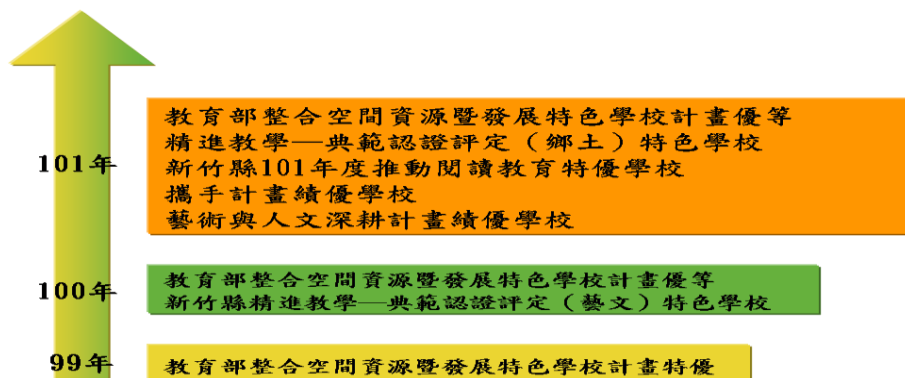 101年
教育部整合空間資源暨發展特色學校計畫優等
精進教學—典範認證評定（鄉土）特色學校
新竹縣101年度推動閱讀教育特優學校
攜手計畫績優學校
藝術與人文深耕計畫績優學校
100年
教育部整合空間資源暨發展特色學校計畫優等
新竹縣精進教學—典範認證評定（藝文）特色學校
99年
教育部整合空間資源暨發展特色學校計畫特優